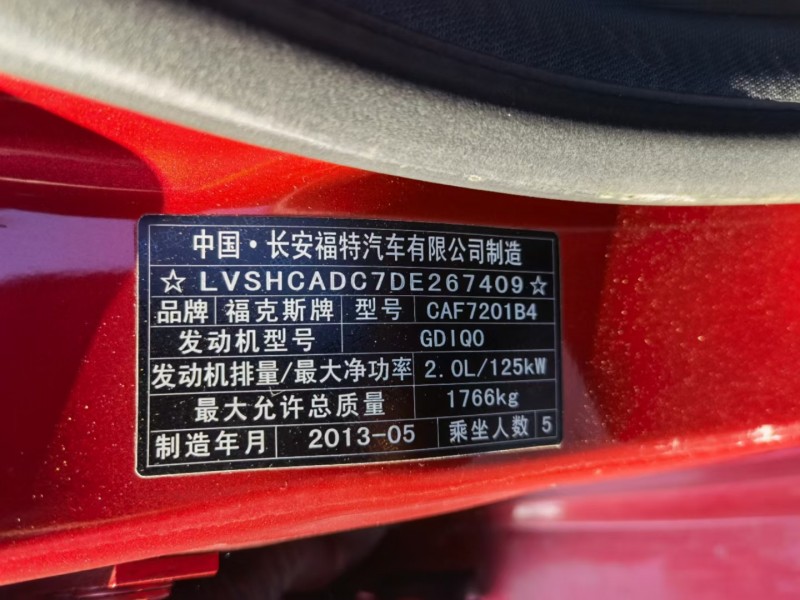 中国·长安福特汽车有限公司制造
☆LVSHCADC7DE267409☆
品牌 福克斯牌 型号 CAF7201B4
发动机型号 GDIQ0
发动机排量/最大净功率 2.0L/125kW
最大允许总质量 1766kg
制造年月 2013-05 乘坐人数 5